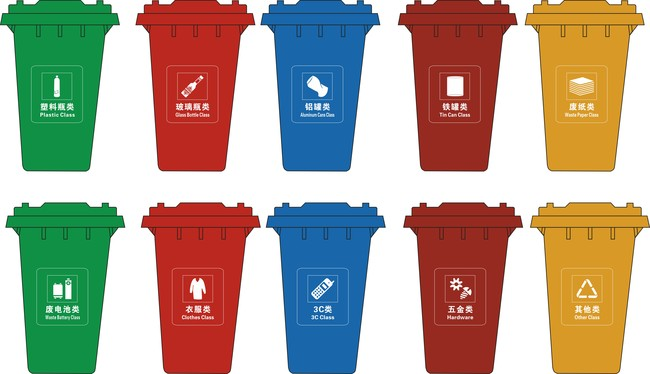 塑料瓶类
Plastic Class
玻璃瓶类
Glass Bottle Class
铝罐类
Aluminum Cans Class
铁罐类
Tin Can Class
废纸类
Waste Paper Class
废电池类
Waste Battery Class
衣服类
Clothes Class
3C类
3C Class
五金类
Hardware
其他类
Other Class